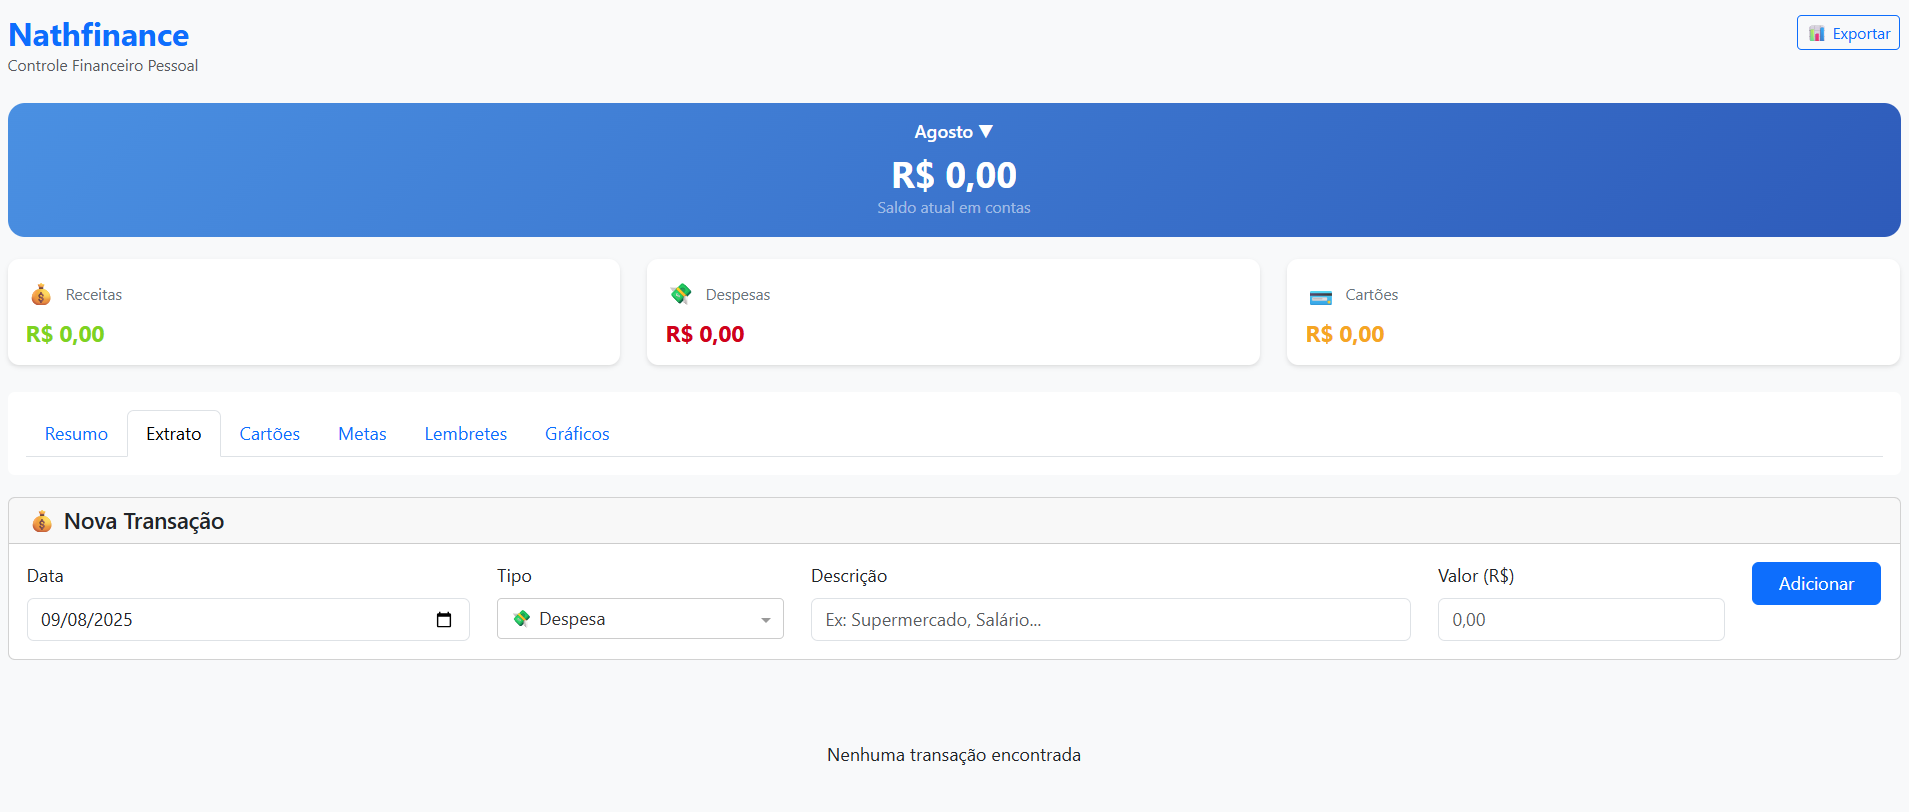 Nathfinance
Exportar
Controle Financeiro Pessoal
Agosto ▼
R$ 0,00
Saldo atual em contas
Receitas
R$ 0,00
Despesas
R$ 0,00
Cartões
R$ 0,00
Resumo Extrato Cartões Metas Lembretes Gráficos
Nova Transação
Data
09/08/2025
Tipo
Despesa
Descrição
Ex: Supermercado, Salário...
Valor (R$)
0,00
Adicionar
Nenhuma transação encontrada